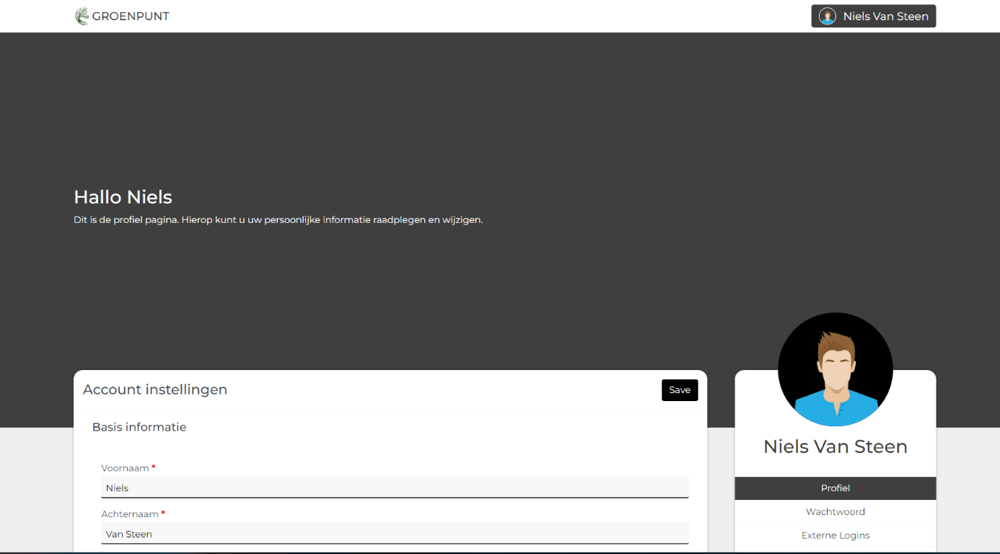 GROENPUNT
Niels Van Steen
Hallo Niels
Dit is de profiel pagina. Hierop kunt u uw persoonlijke informatie raadplegen en wijzigen.
Account instellingen
Save
Basis informatie
Voornaam *
Niels
Achternaam *
Van Steen
Niels Van Steen
Profiel
Wachtwoord
Externe Logins